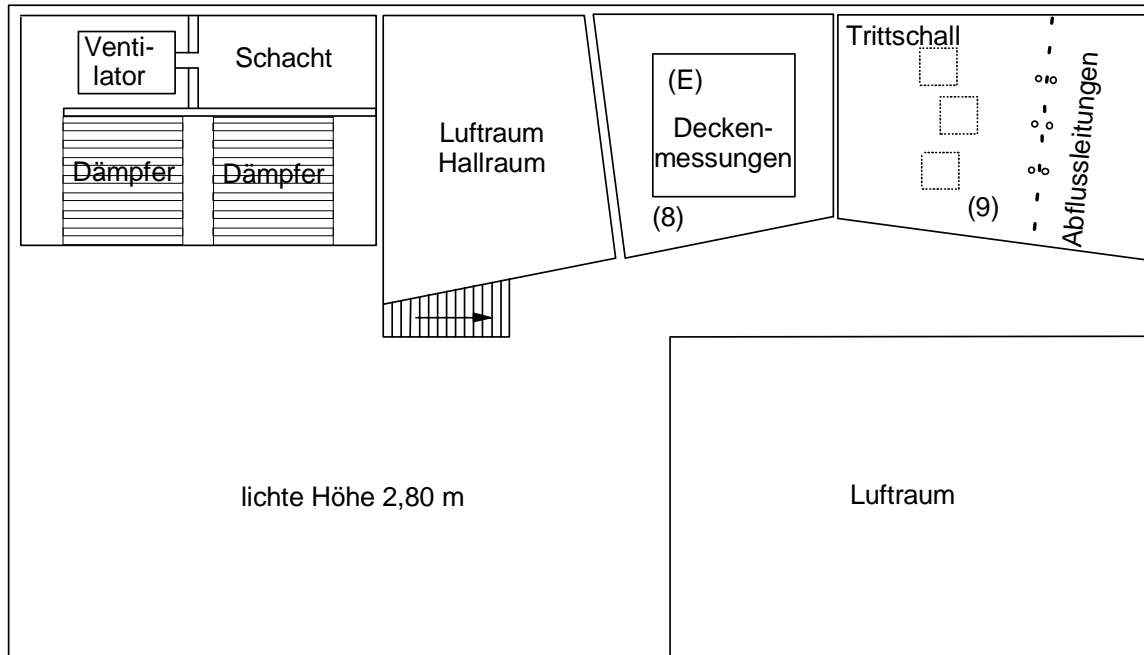 Venti-
lator
Schacht
Dämpfer
Dämpfer
Luftraum
Hallraum
(E)
Decken-
messungen
(8)
Trittschall
(9)
Abflussleitungen
lichte Höhe 2,80 m
Luftraum